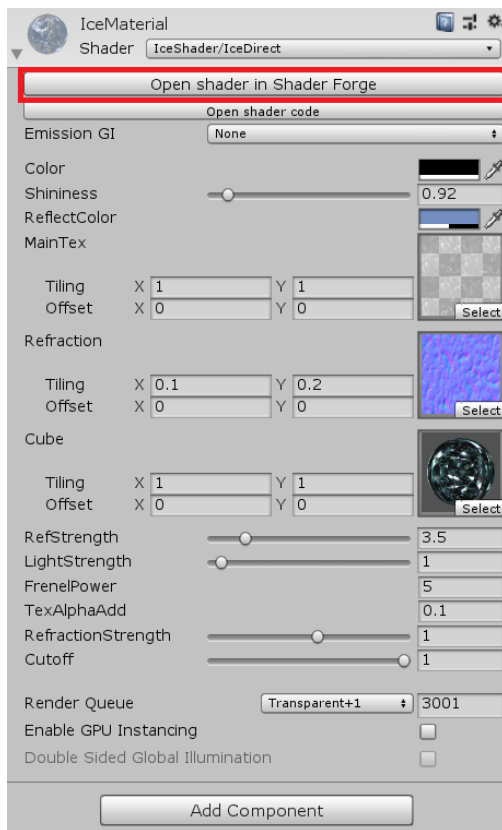 IceMaterial
Shader IceShader/IceDirect
Open shader in Shader Forge
Open shader code
Emission GI None
Color
Shininess 0.92
ReflectColor
MainTex
Tiling X 1 Y 1
Offset X 0 Y 0
Select
Refraction
Tiling X 0.1 Y 0.2
Offset X 0 Y 0
Select
Cube
Tiling X 1 Y 1
Offset X 0 Y 0
Select
RefStrength 3.5
LightStrength 1
FrenelPower 5
TexAlphaAdd 0.1
RefractionStrength 1
Cutoff 1
Render Queue Transparent+1 3001
Enable GPU Instancing
Double Sided Global Illumination
Add Component